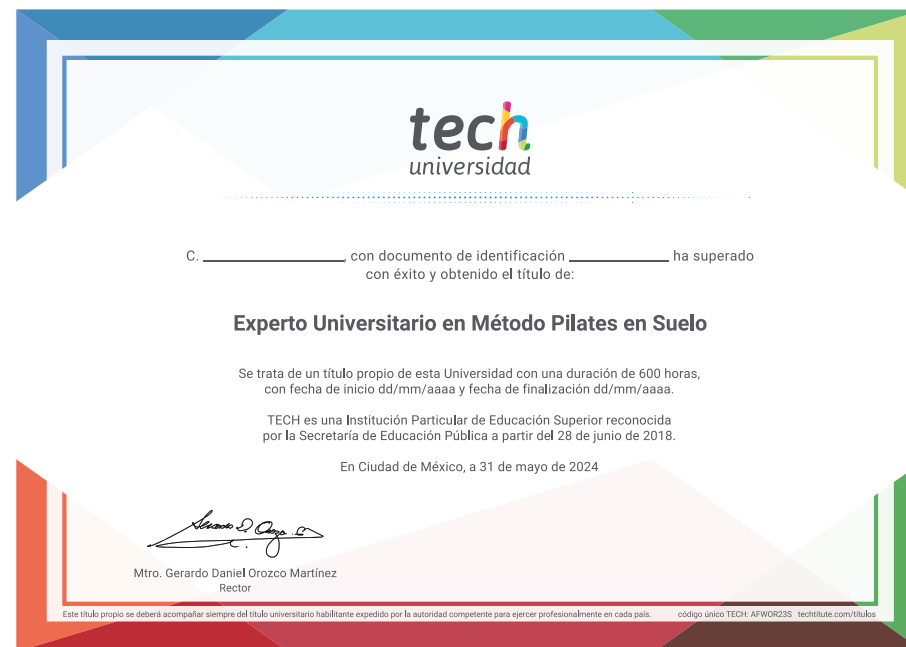 tech
universidad
C. ____________________, con documento de identificación ______________ ha superado
con éxito y obtenido el título de:
Experto Universitario en Método Pilates en Suelo
Se trata de un título propio de esta Universidad con una duración de 600 horas,
con fecha de inicio dd/mm/aaaa y fecha de finalización dd/mm/aaaa.
TECH es una Institución Particular de Educación Superior reconocida
por la Secretaría de Educación Pública a partir del 28 de junio de 2018.
En Ciudad de México, a 31 de mayo de 2024
Mtro. Gerardo Daniel Orozco Martínez
Rector
Este título propio se deberá acompañar siempre del título universitario habilitante expedido por la autoridad competente para ejercer profesionalmente en cada país. código único TECH: AFWOR23S techtitute.com/titulos